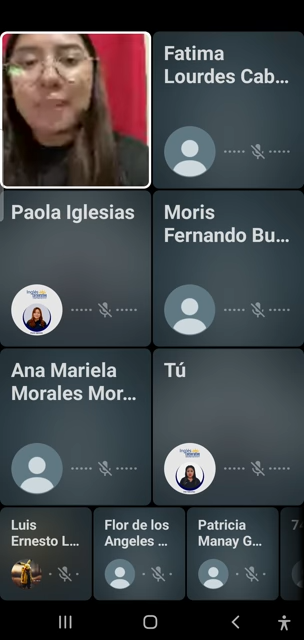 Fatima
Lourdes Cab...
Paola Iglesias
Moris
Fernando Bu...
Ana Mariela
Morales Mor...
Tú
Luis
Ernesto L...
Flor de los
Angeles ...
Patricia
Manay G...